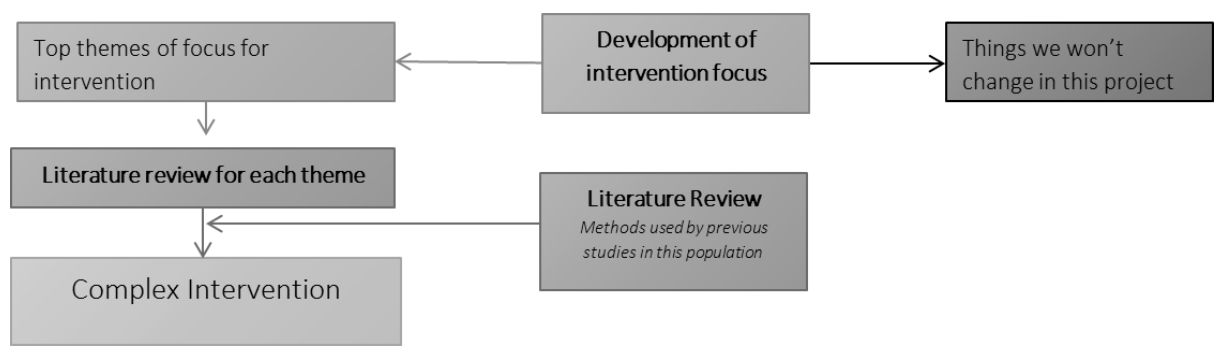 Top themes of focus for
intervention
Development of
intervention focus
Things we won’t
change in this project
Literature review for each theme
Literature Review
Methods used by previous
studies in this population
Complex Intervention